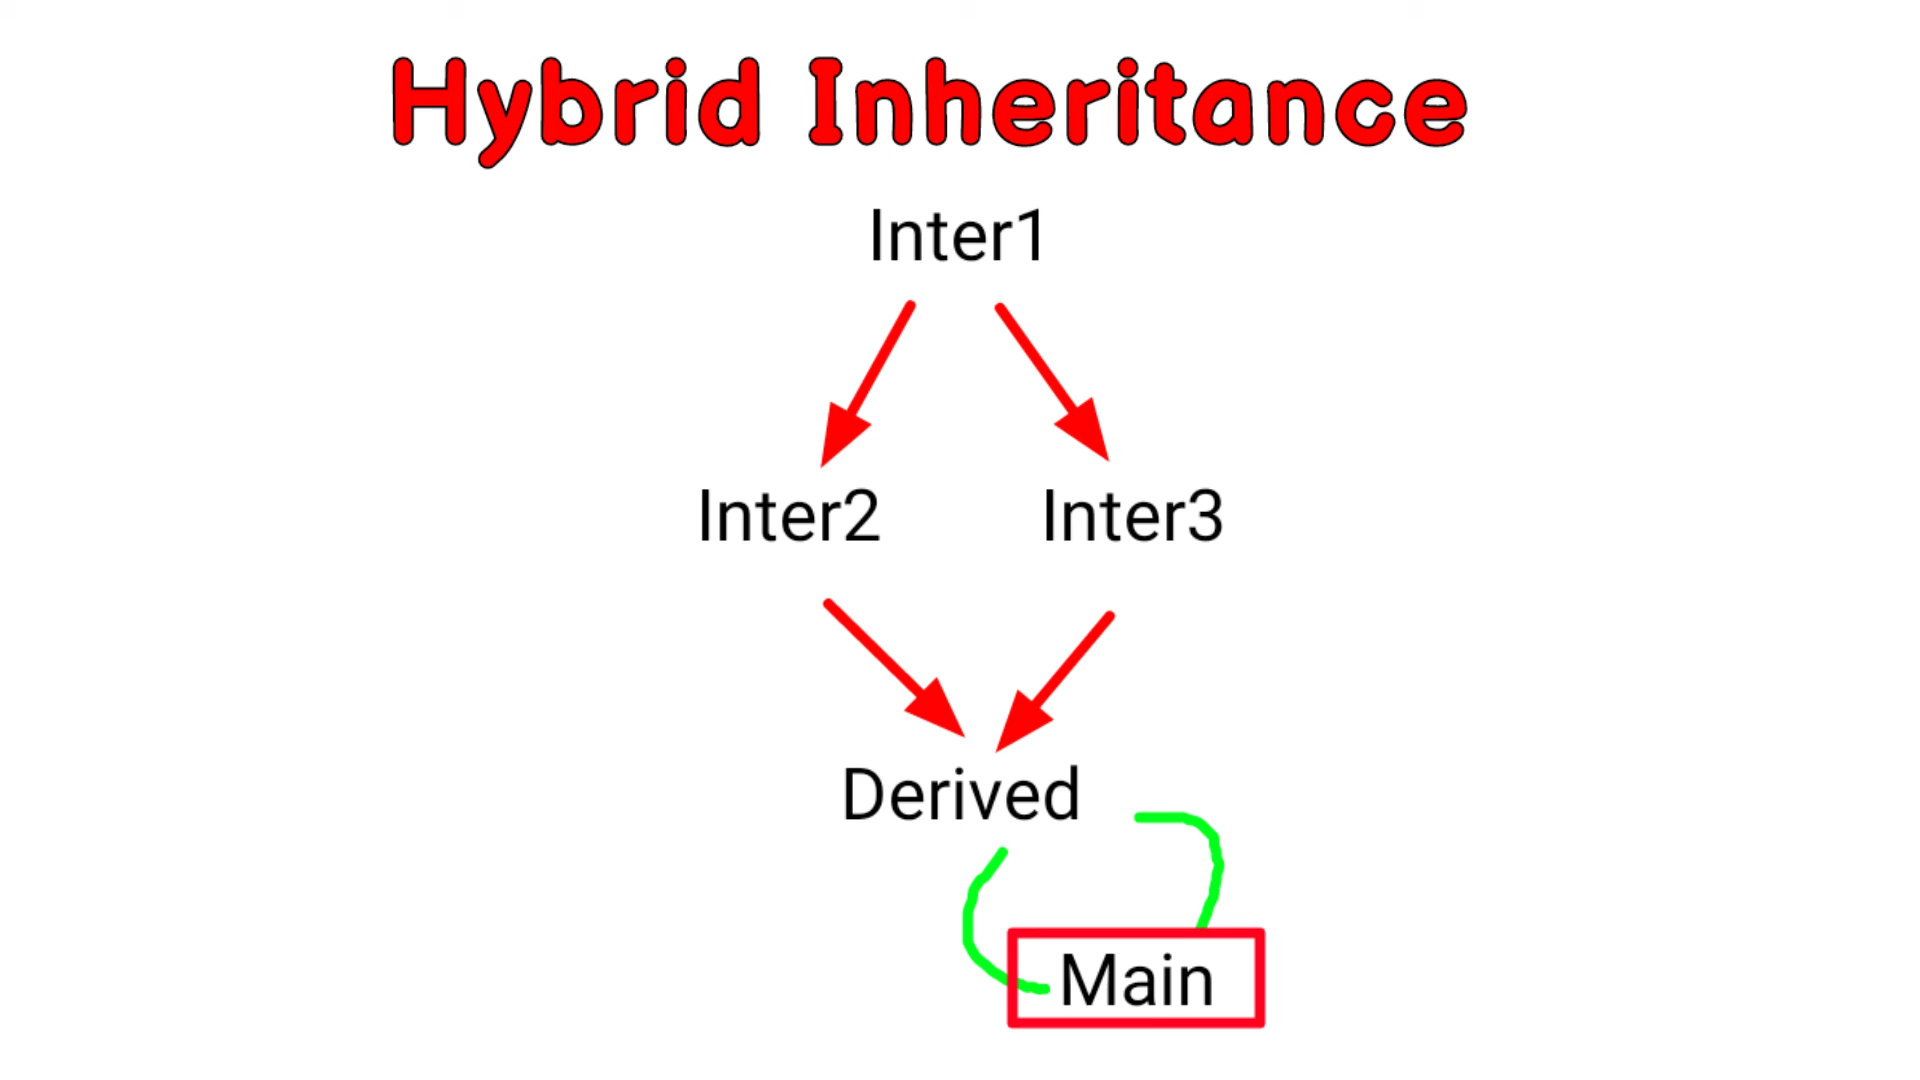 Hybrid Inheritance
Inter1
Inter2 Inter3
Derived
Main